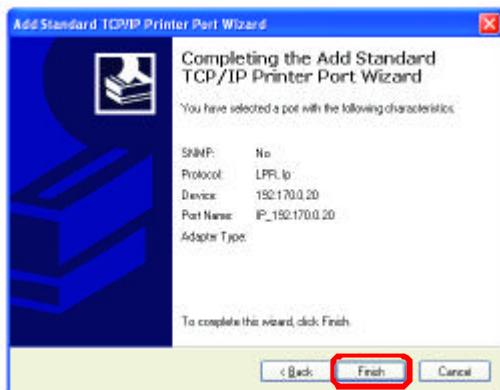 Add Standard TCP/IP Printer Port Wizard
Completing the Add Standard
TCP/IP Printer Port Wizard
You have selected a port with the following characteristics.
SNMP: No
Protocol: LPR, lp
Device: 192.170.0.20
Port Name: IP_192.170.0.20
Adapter Type:
To complete this wizard, click Finish.
< Back Finish Cancel